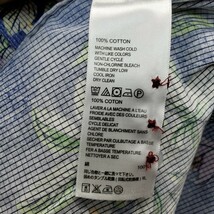 100% COTTON
MACHINE WASH COLD
WITH LIKE COLORS
GENTLE CYCLE
NON-CHLORINE BLEACH
TUMBLE DRY LOW
COOL IRON
DRY CLEAN
100% COTON
LAVER A LA MACHINE A L'EAU
FROIDE AVEC DES COULEURS
SEMBLABLES
CYCLE DELICAT
AGENT DE BLANCHIMENT SANS
CHLORE
SECHER PAR CULBUTAGE A BASSE
TEMPERATURE
FER A BASSE TEMPERATURE
NETTOYER A SEC
綿